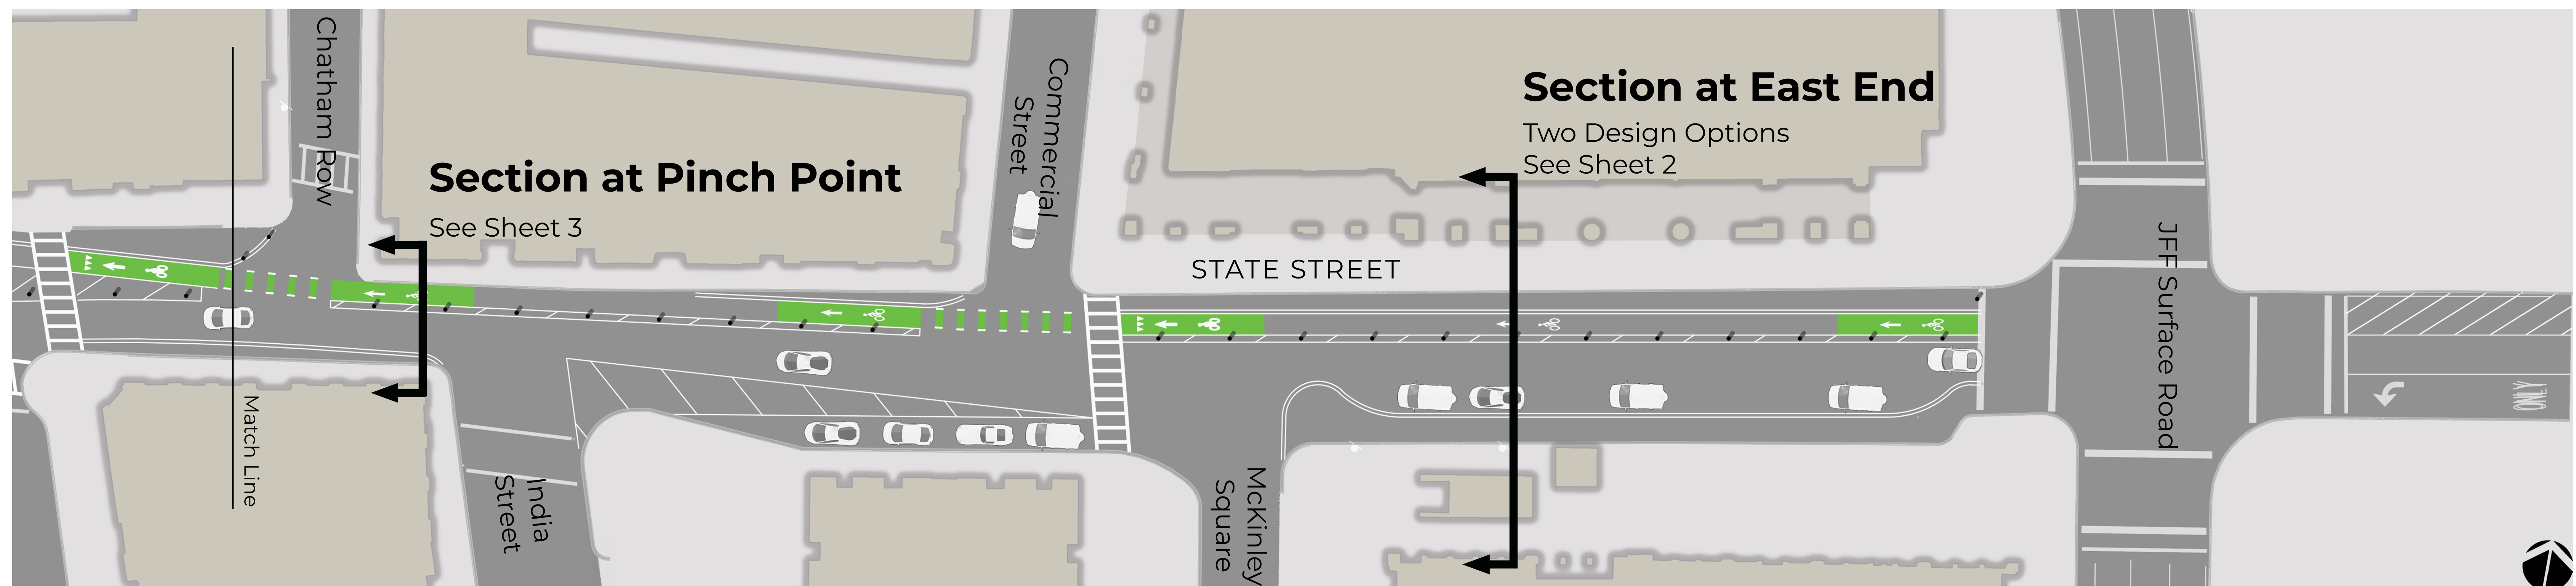 Chatham Row
Section at Pinch Point
See Sheet 3
Match Line
India
Street
Commercial
Street
STATE STREET
McKinley
Square
Section at East End
Two Design Options
See Sheet 2
JFF Surface Road
ONLY